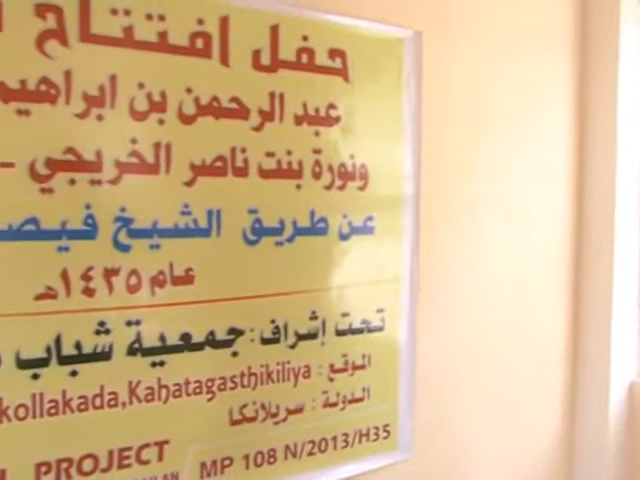 حفل افتتاح
عبد الرحمن بن ابراهيم
ونورة بنت ناصر الخريجي -
عن طريق الشيخ
عام ١٤٣٥هـ
تحت إشراف: جمعية شباب
الموقع : kollakada,Kahatagasthikiliya
الدولة : سريلانكا
PROJECT
MP 108 N/2013/H35